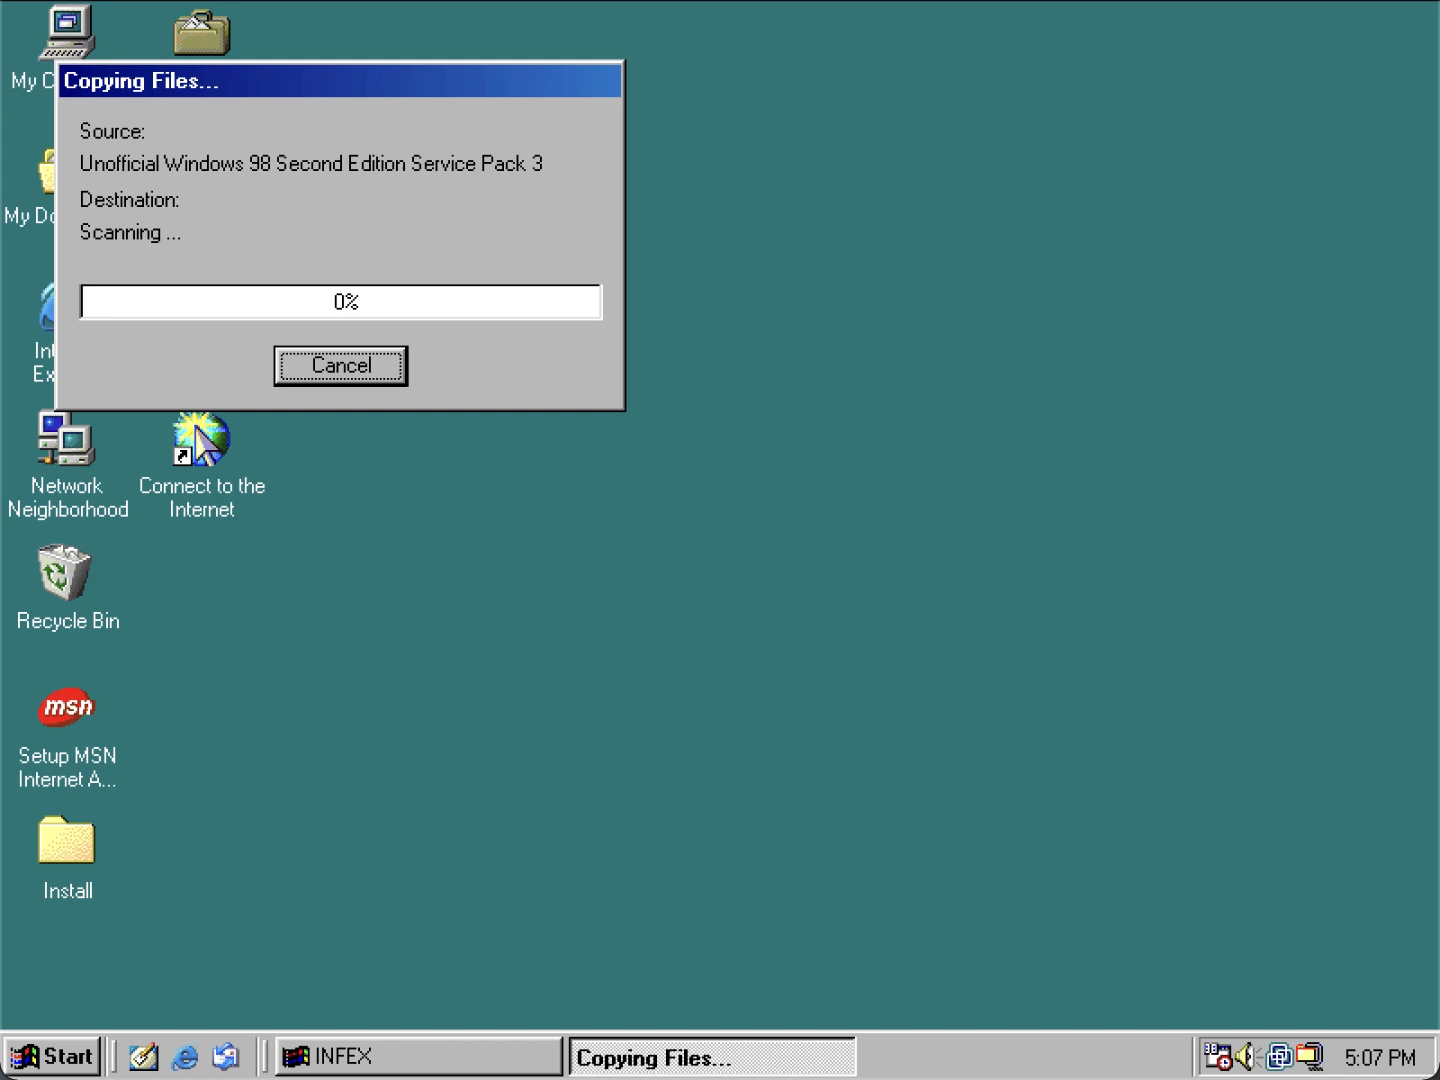 My C
Copying Files...
Source:
Unofficial Windows 98 Second Edition Service Pack 3
Destination:
Scanning ...
0%
Cancel
My Do
Int
Ex
Network
Neighborhood
Connect to the
Internet
Recycle Bin
msn
Setup MSN
Internet A...
Install
Start
INFEX
Copying Files...
5:07 PM